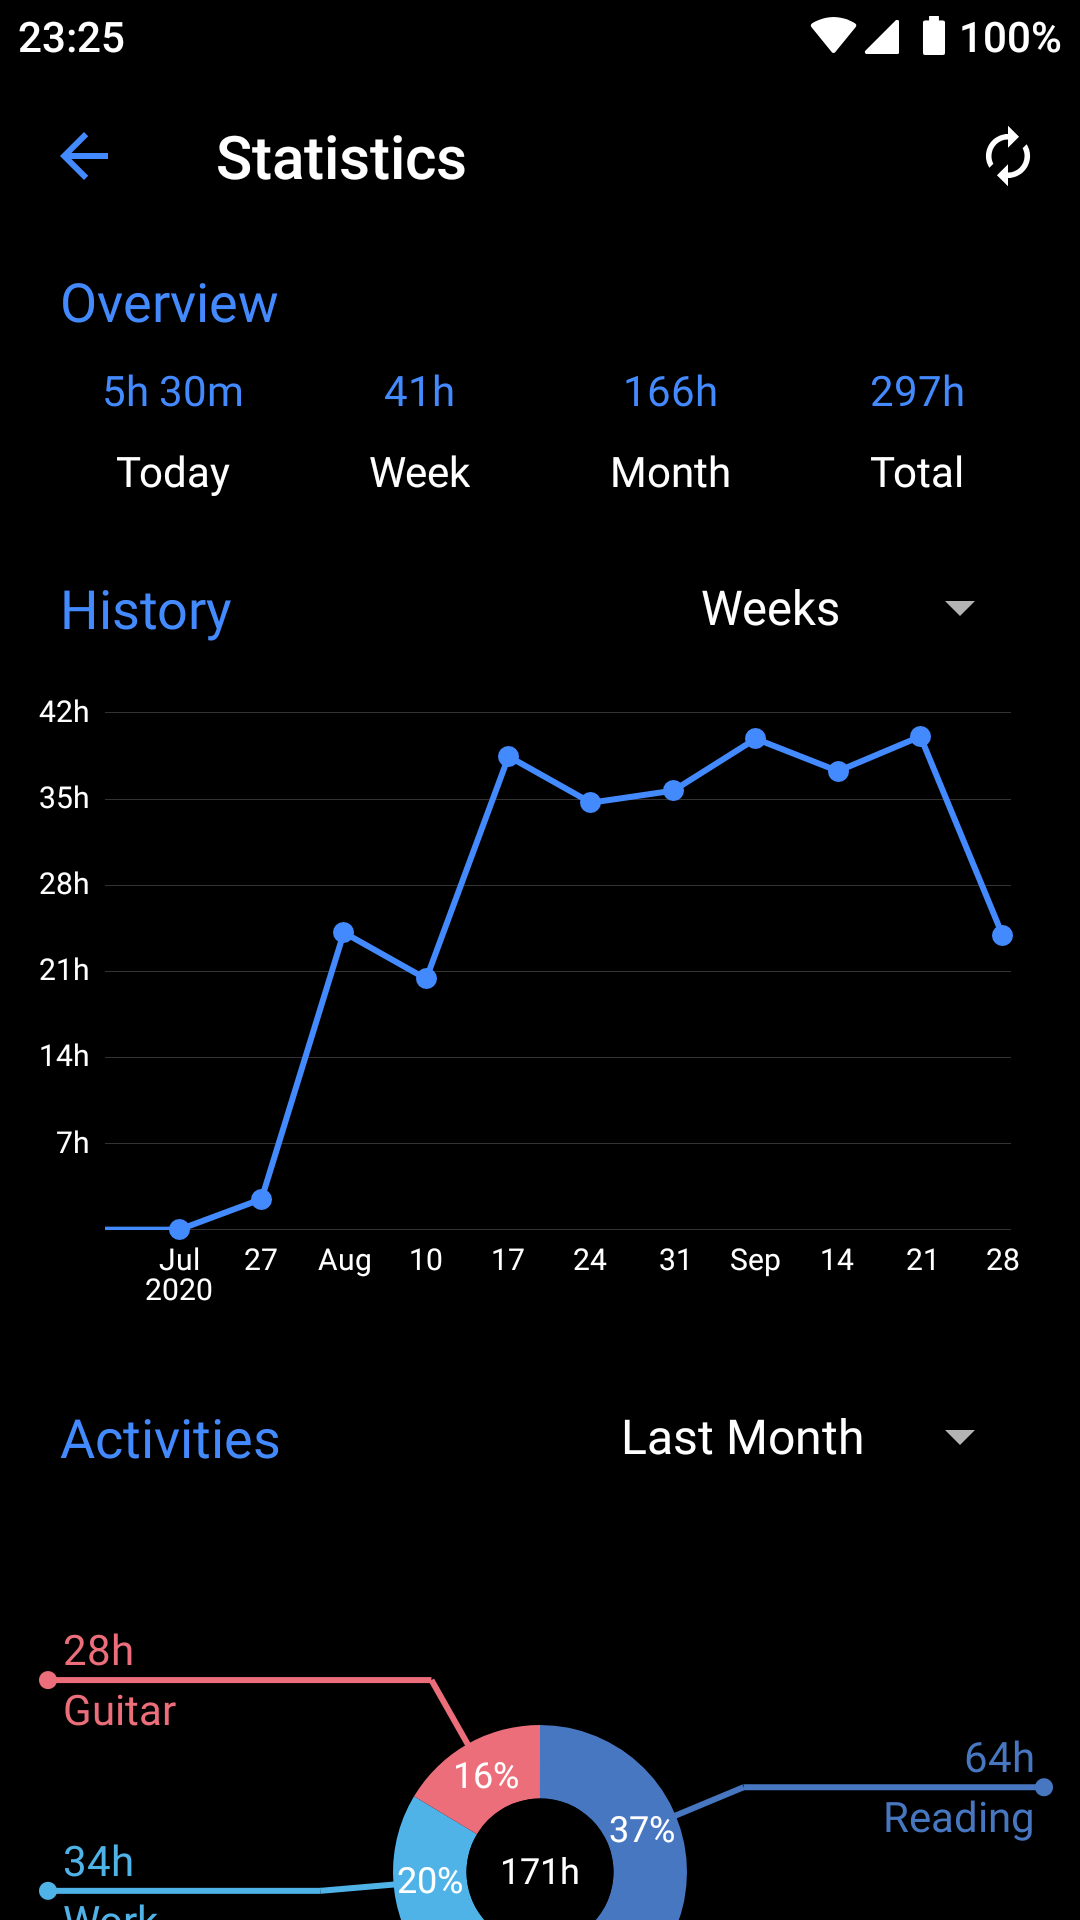 23:25 100%
Statistics
Overview
5h 30m 41h 166h 297h
Today Week Month Total
History Weeks
42h
35h
28h
21h
14h
7h
Jul 27 Aug 10 17 24 31 Sep 14 21 28
2020
Activities Last Month
28h
Guitar
16%
64h
Reading
37%
34h
20%
171h
Work